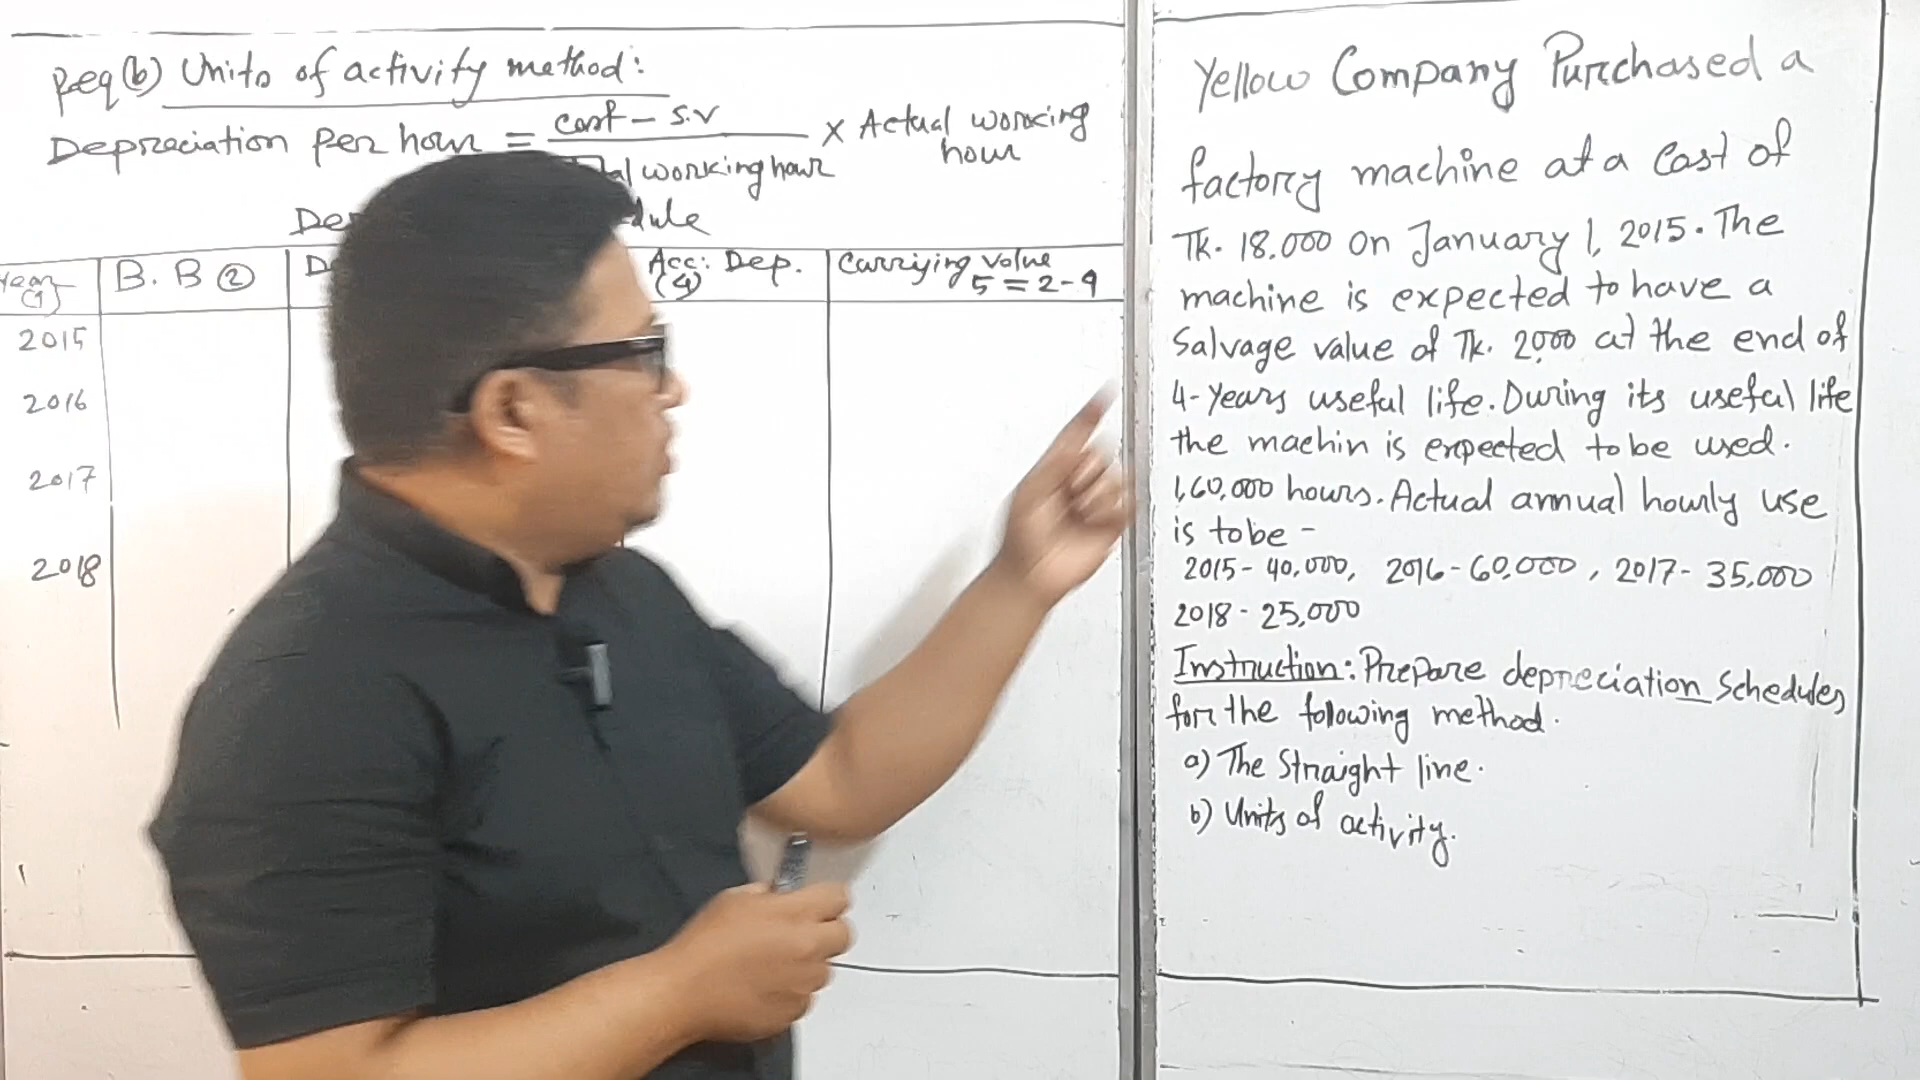 Req (b) Units of activity method:
Depreciation per hour = cost - S.V × Actual working hour
working hour
Year (1) B. B ② Acc: Dep. (4) Carriying value 5 = 2-4
2015
2016
2017
2018
Yellow Company Purchased a
factory machine at a Cost of
Tk. 18.000 on January 1, 2015. The
machine is expected to have a
Salvage value of Tk. 2,000 at the end of
4-Years useful life. During its useful life
the machin is expected to be used.
1,60,000 hours. Actual annual hourly use
is to be -
2015 - 40,000, 2016 - 60,000, 2017 - 35,000
2018 - 25,000
Instruction: Prepare depreciation Schedules
for the folowing method.
a) The Straight line.
b) Units of activity.